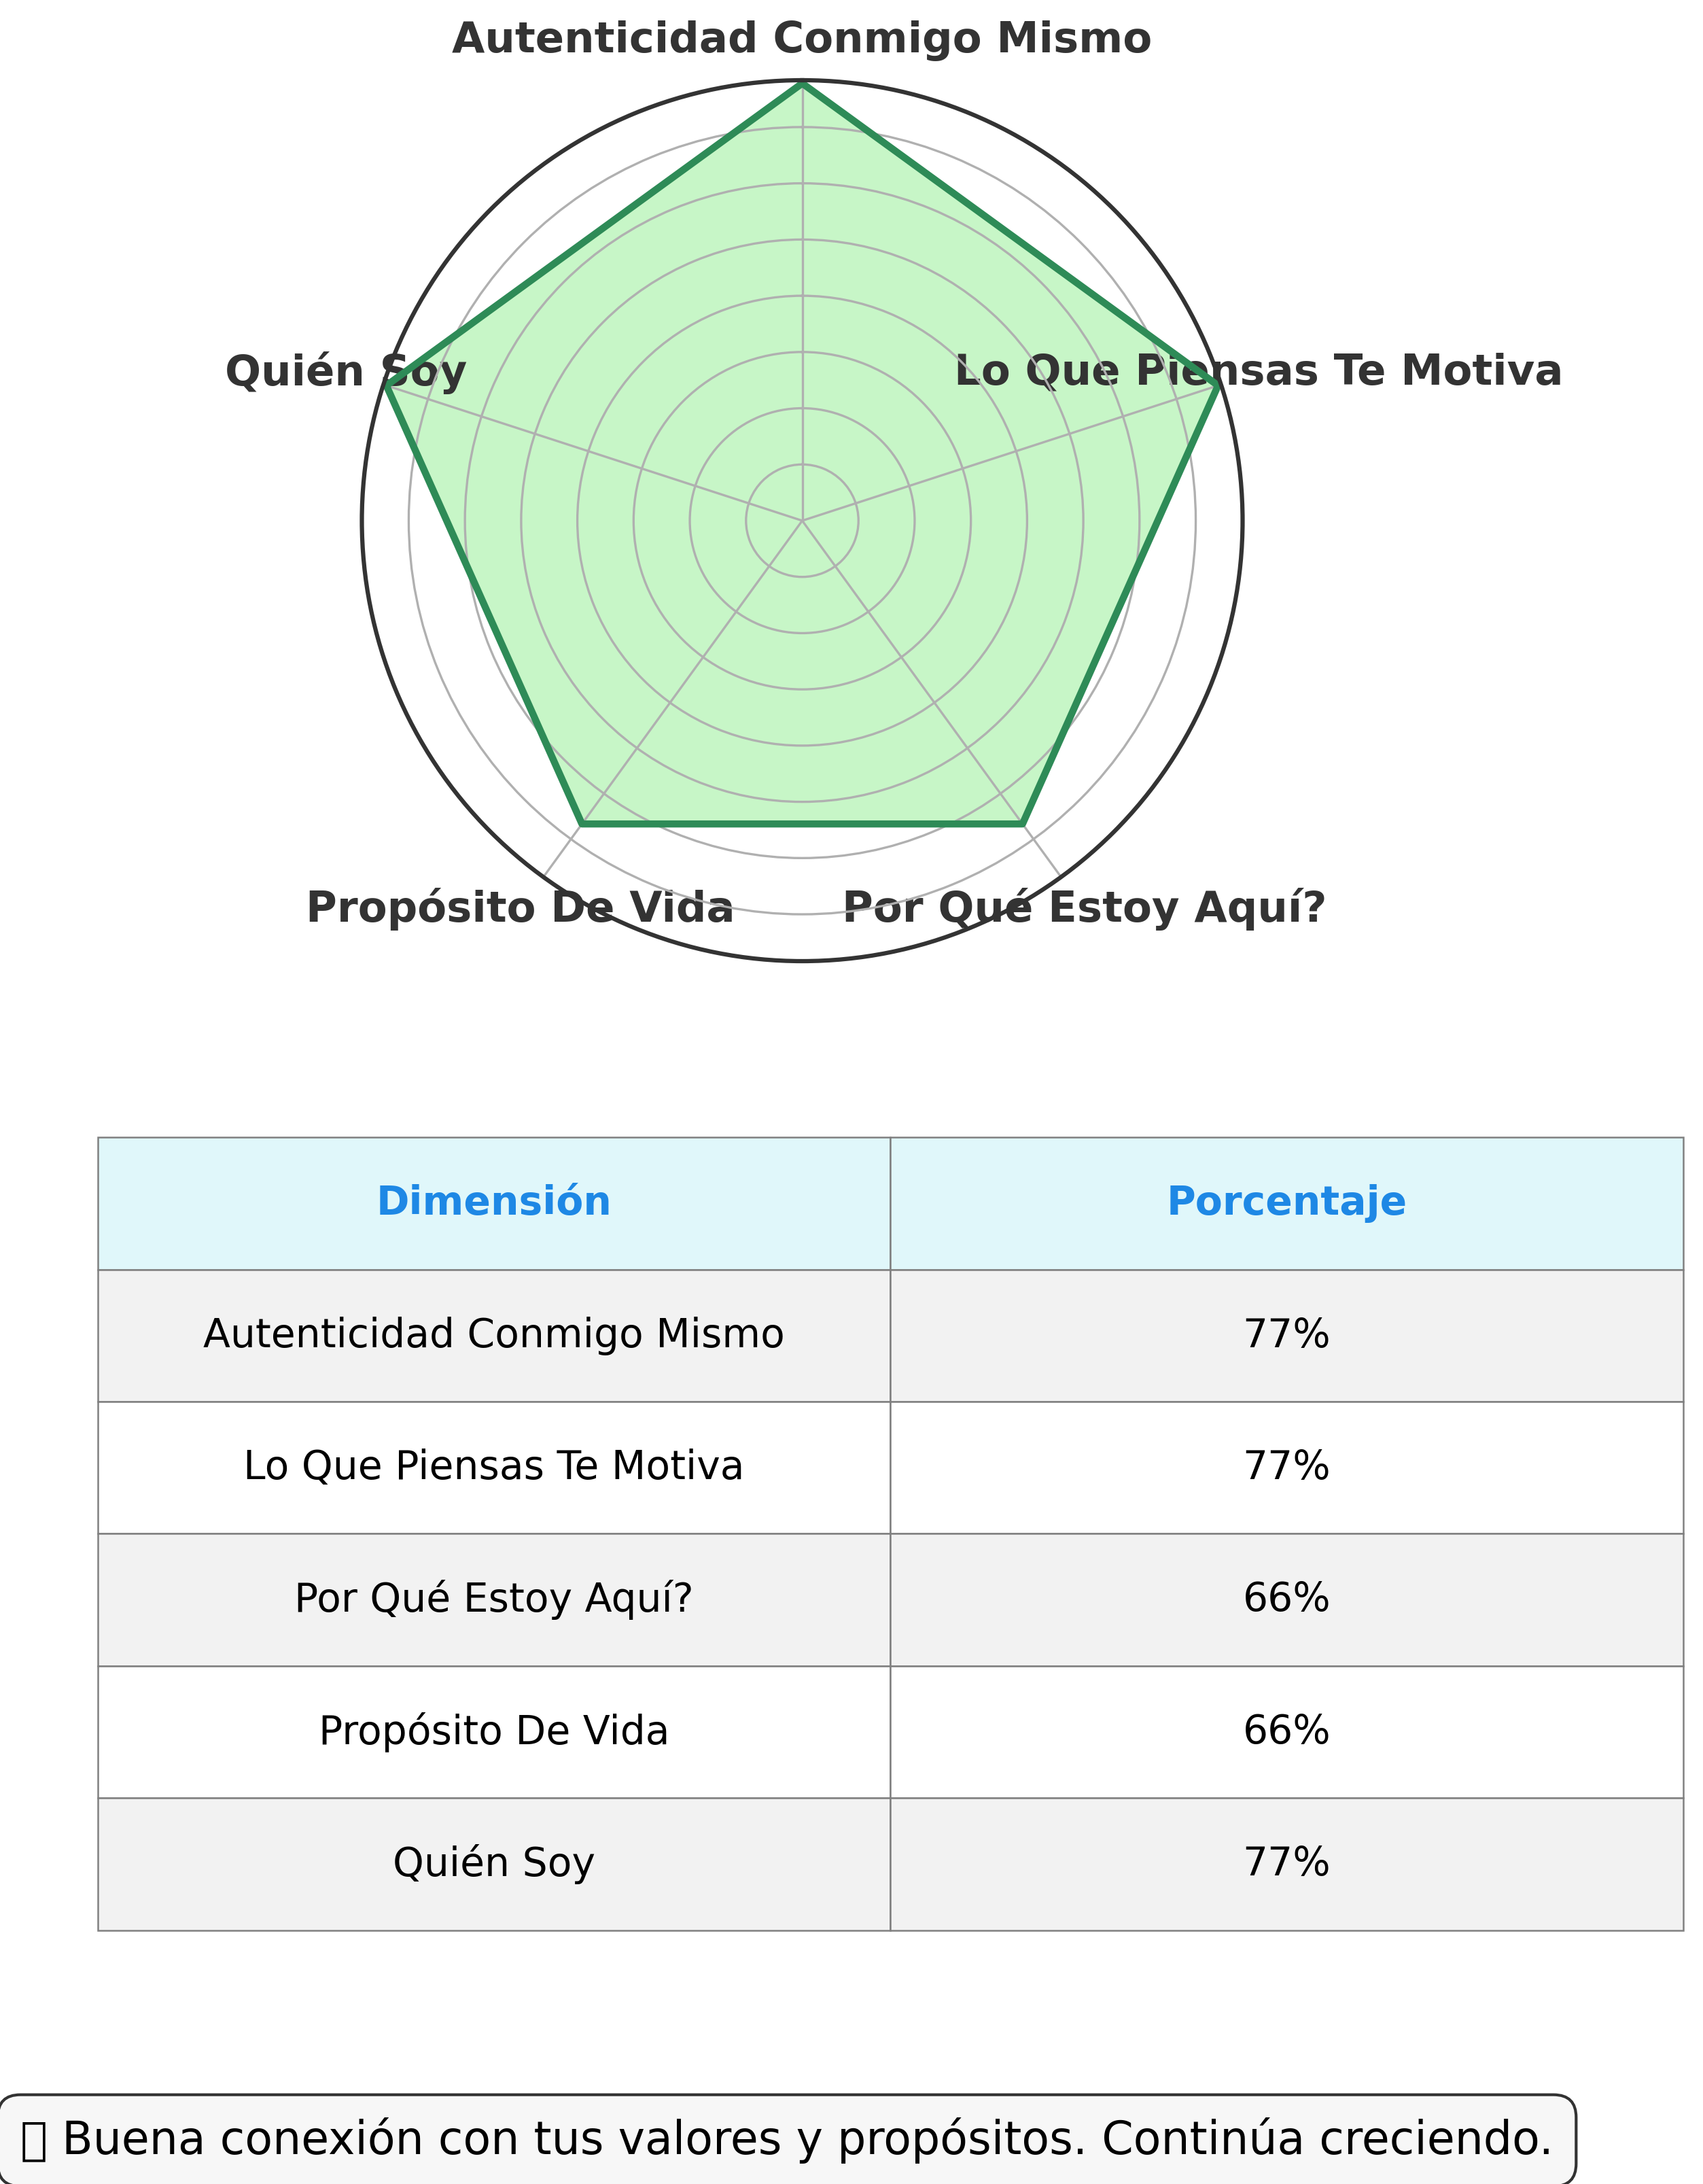 Autenticidad Conmigo Mismo
Quién Soy
Lo Que Piensas Te Motiva
Propósito De Vida
Por Qué Estoy Aquí?
Dimensión Porcentaje
Autenticidad Conmigo Mismo 77%
Lo Que Piensas Te Motiva 77%
Por Qué Estoy Aquí? 66%
Propósito De Vida 66%
Quién Soy 77%
Buena conexión con tus valores y propósitos. Continúa creciendo.